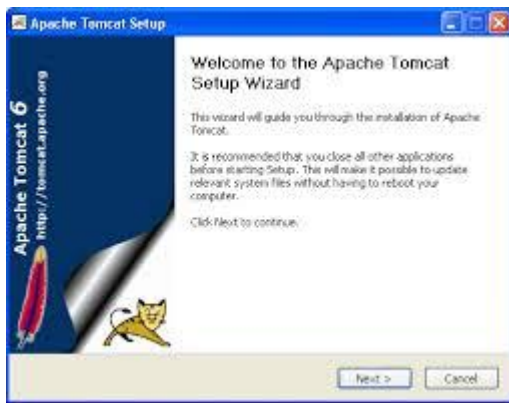 Apache Tomcat Setup
Apache Tomcat 6
http://tomcat.apache.org
Welcome to the Apache Tomcat
Setup Wizard
This wizard will guide you through the installation of Apache
Tomcat.
It is recommended that you close all other applications
before starting Setup. This will make it possible to update
relevant system files without having to reboot your
computer.
Click Next to continue.
Next >
Cancel